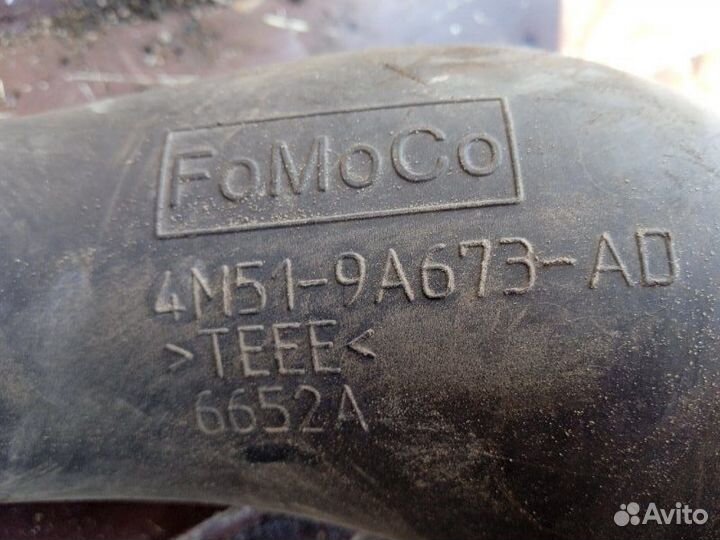 FoMoCo
4M51-9A673-AD
>TEEE<
6652A
Avito